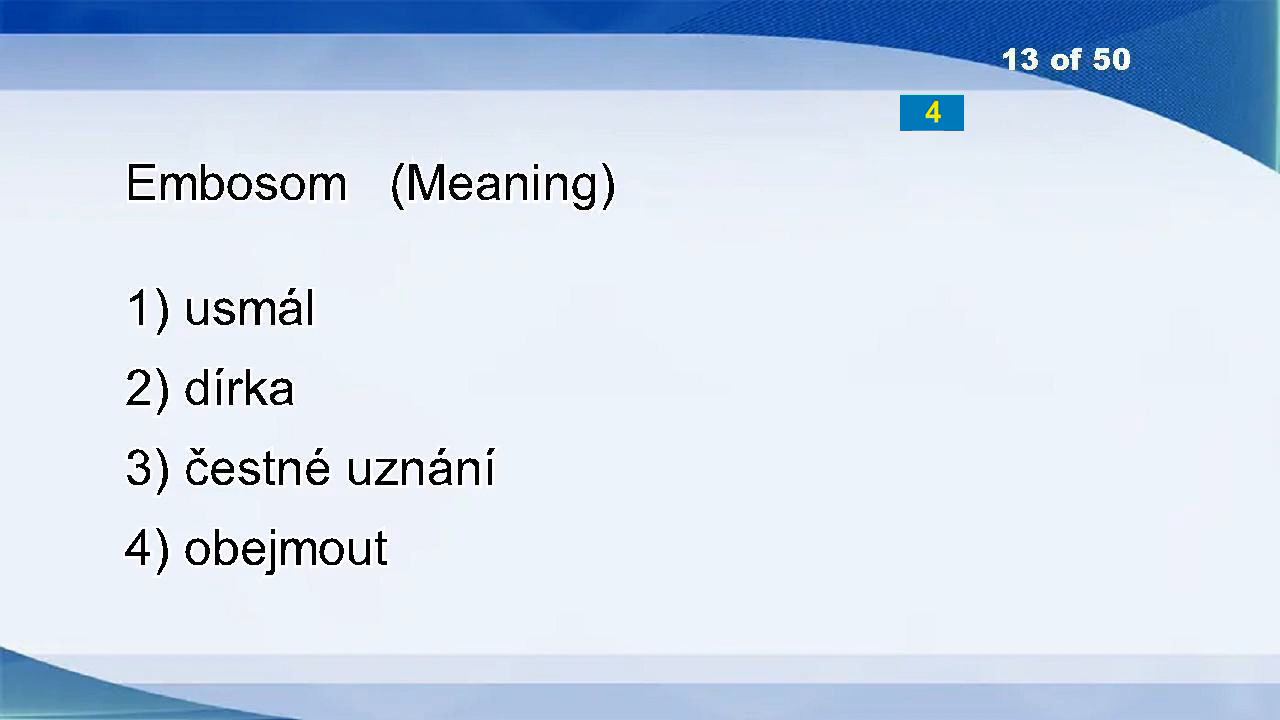 13 of 50
4
Embosom (Meaning)
1) usmál
2) dírka
3) čestné uznání
4) obejmout